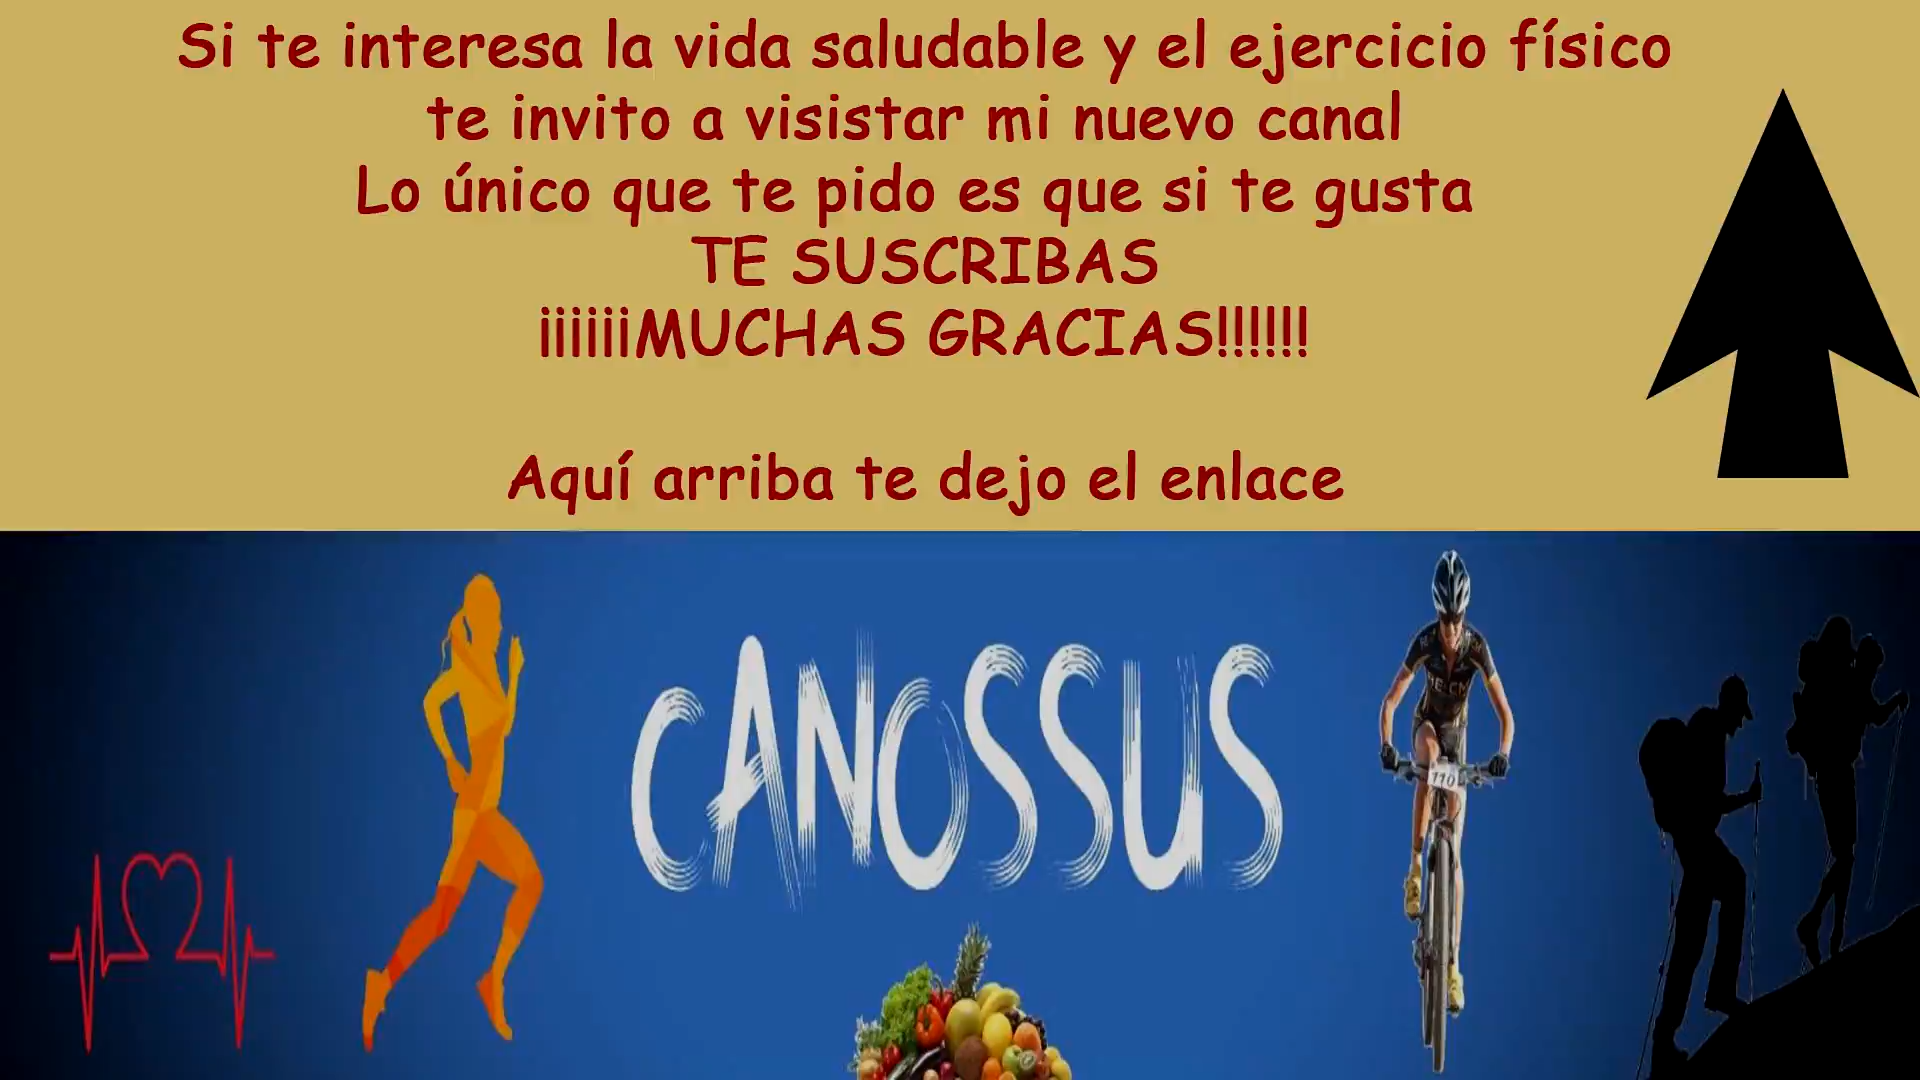 Si te interesa la vida saludable y el ejercicio físico
te invito a visistar mi nuevo canal
Lo único que te pido es que si te gusta
TE SUSCRIBAS
¡¡¡¡¡¡MUCHAS GRACIAS!!!!!!
Aquí arriba te dejo el enlace
CANOSSUS
110